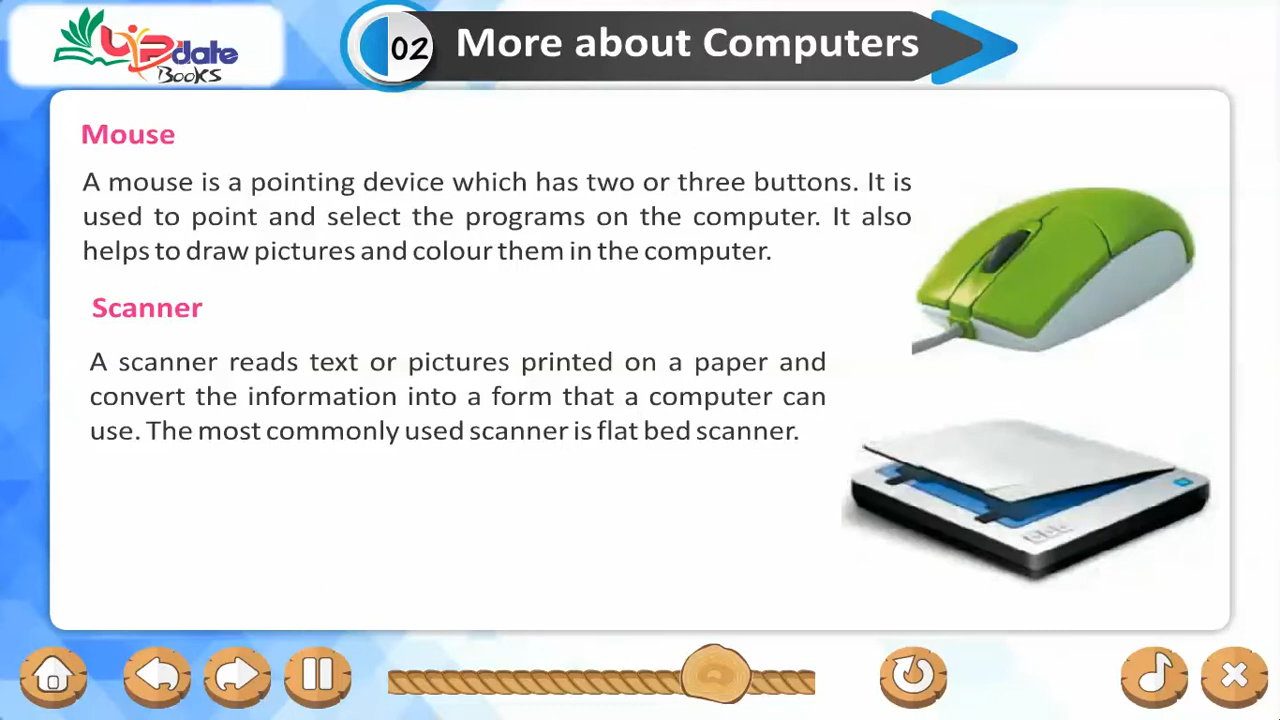 UPdate
Books
02
More about Computers
Mouse
A mouse is a pointing device which has two or three buttons. It is
used to point and select the programs on the computer. It also
helps to draw pictures and colour them in the computer.
Scanner
A scanner reads text or pictures printed on a paper and
convert the information into a form that a computer can
use. The most commonly used scanner is flat bed scanner.